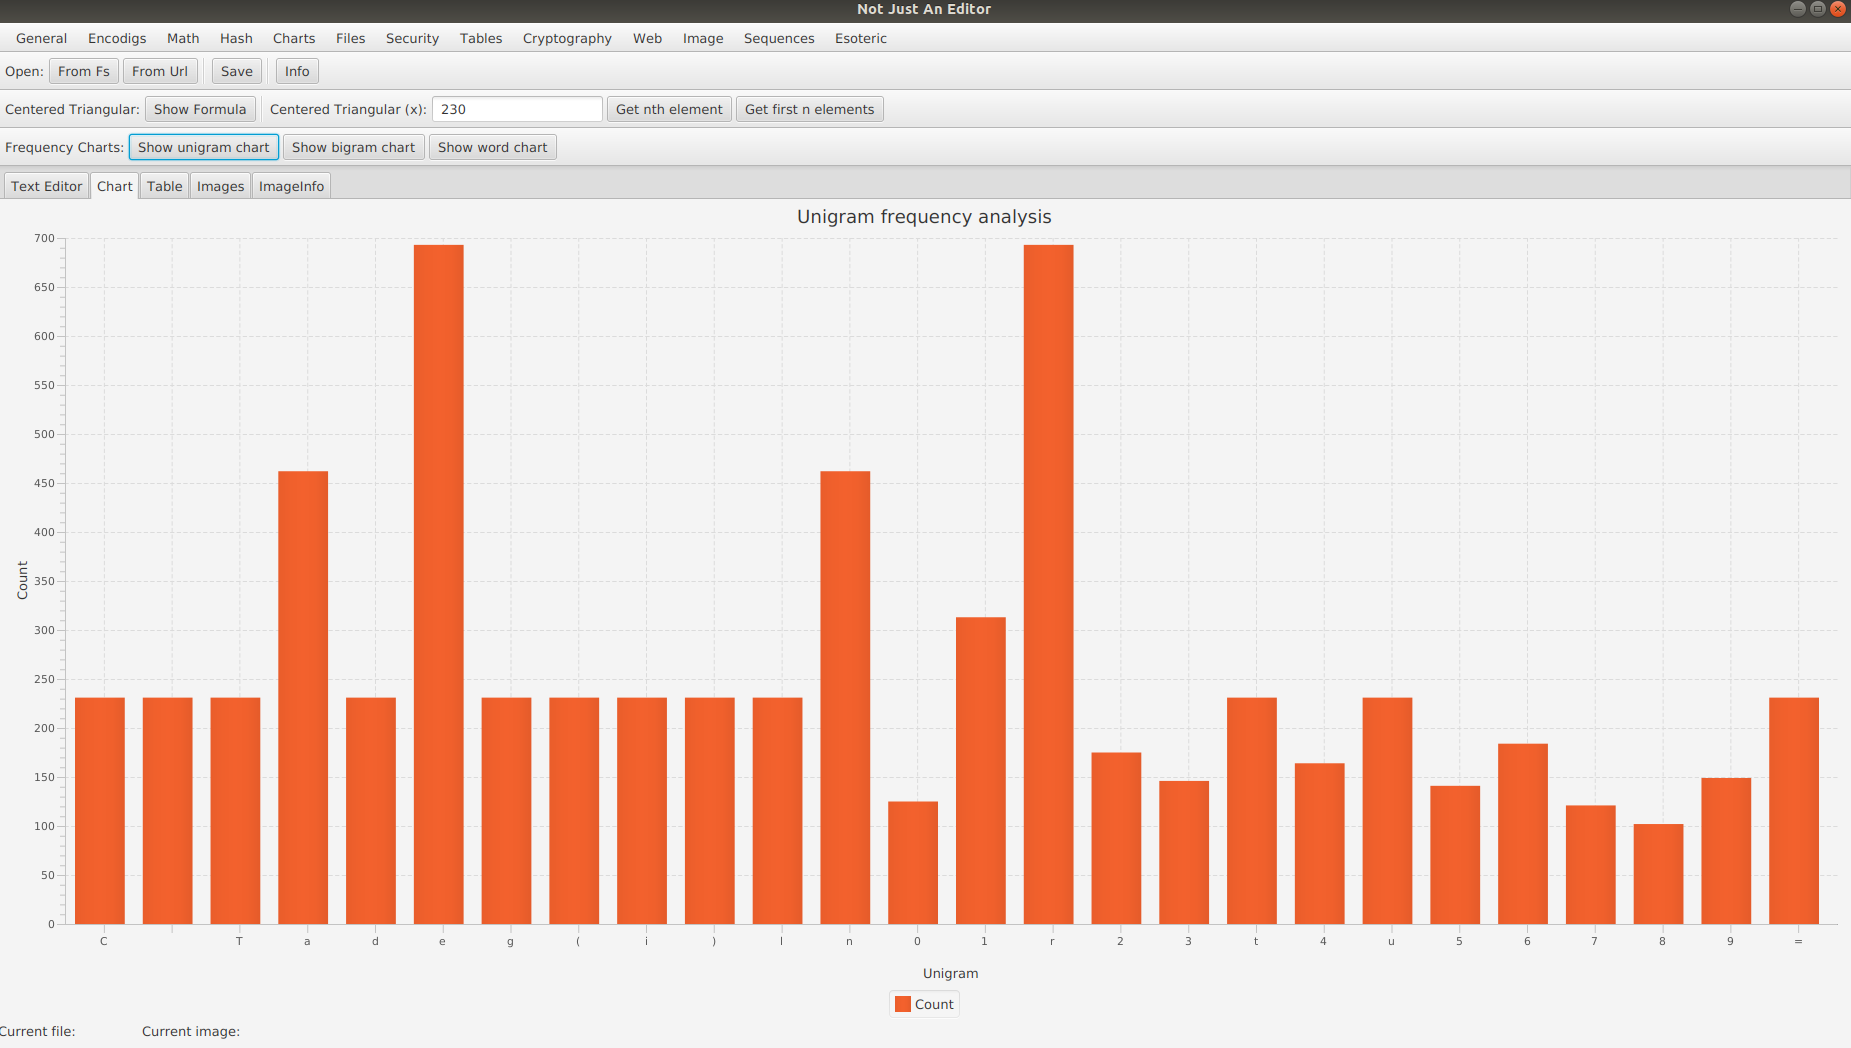 Not Just An Editor
General Encodigs Math Hash Charts Files Security Tables Cryptography Web Image Sequences Esoteric
Open: From Fs From Url Save Info
Centered Triangular: Show Formula Centered Triangular (x): 230 Get nth element Get first n elements
Frequency Charts: Show unigram chart Show bigram chart Show word chart
Text Editor Chart Table Images ImageInfo
Unigram frequency analysis
700
650
600
550
500
450
400
350
300
250
200
150
100
50
0
Count
C T a d e g ( i ) l n 0 1 r 2 3 t 4 u 5 6 7 8 9 =
Unigram
Count
Current file: Current image: